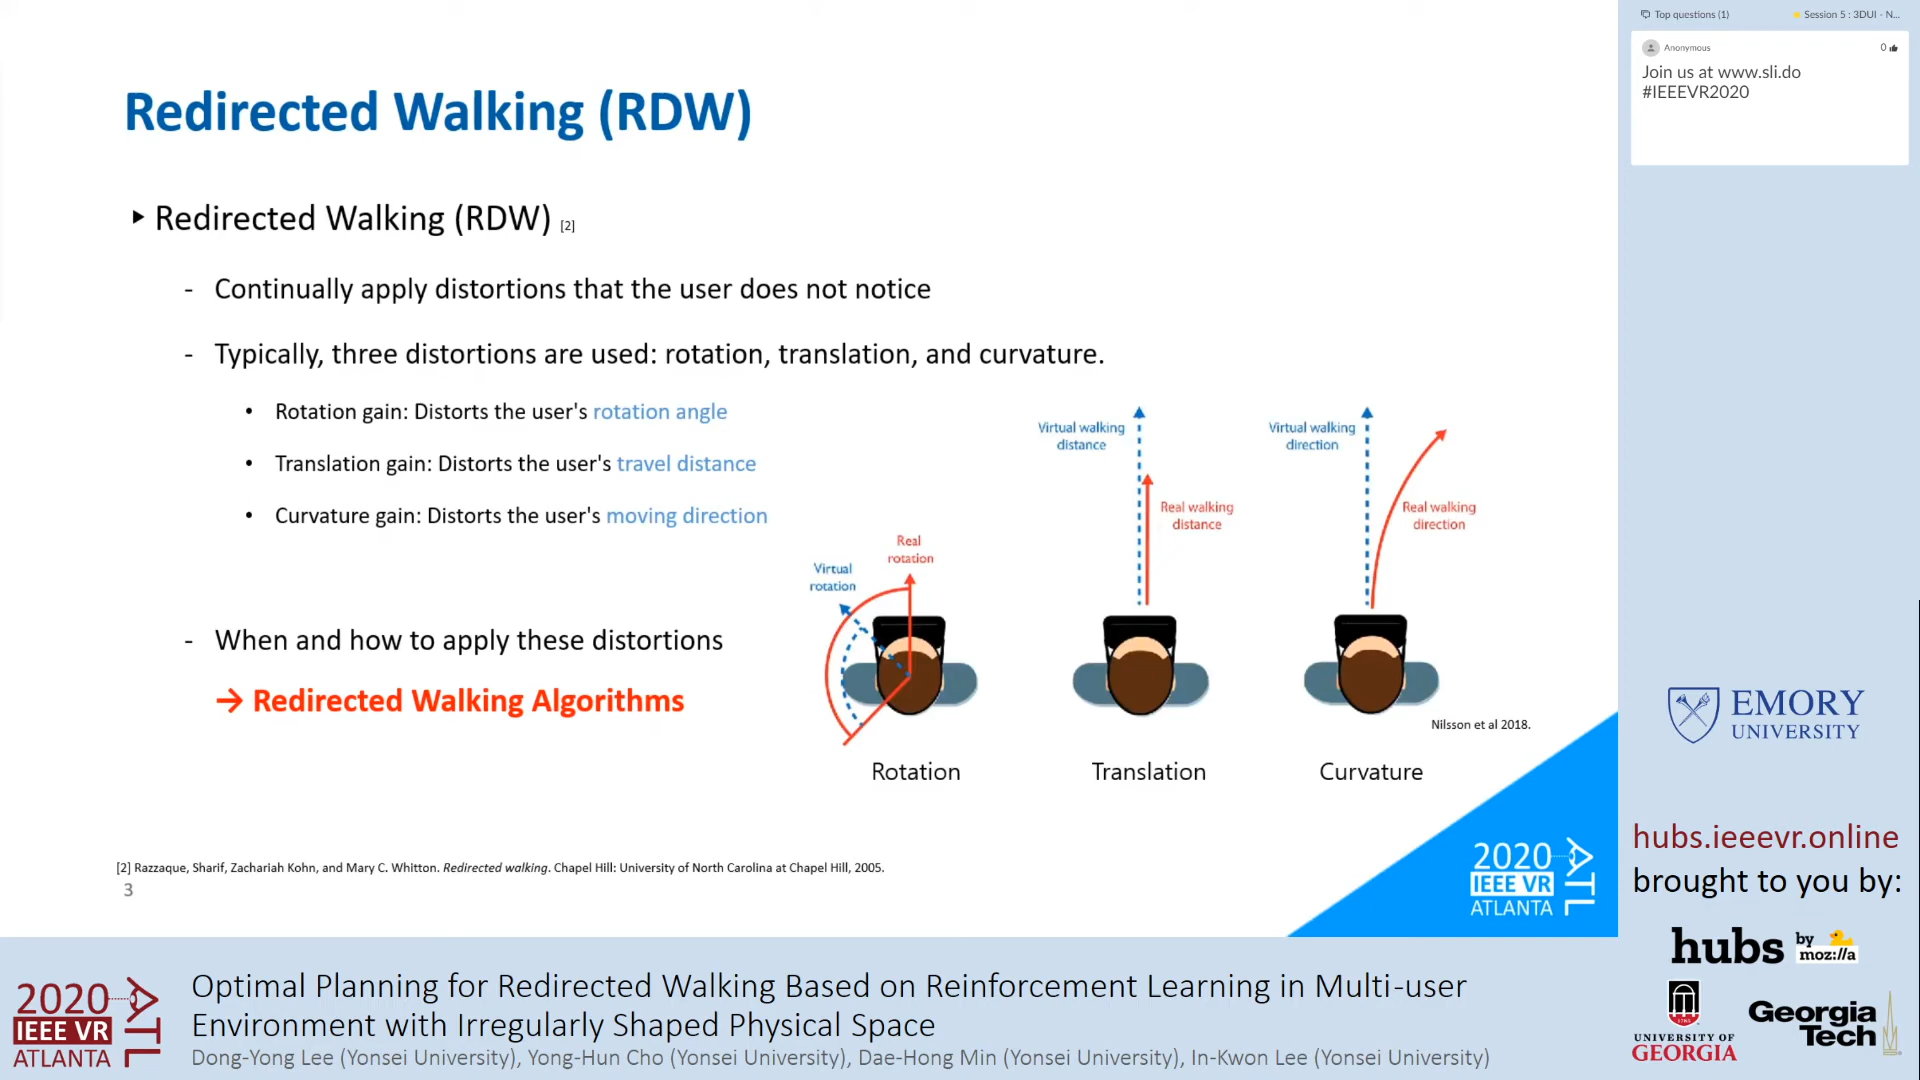 Redirected Walking (RDW)
Redirected Walking (RDW) [2]
- Continually apply distortions that the user does not notice
- Typically, three distortions are used: rotation, translation, and curvature.
• Rotation gain: Distorts the user's rotation angle
• Translation gain: Distorts the user's travel distance
• Curvature gain: Distorts the user's moving direction
- When and how to apply these distortions
→ Redirected Walking Algorithms
Virtual
rotation
Real
rotation
Rotation
Virtual walking
distance
Real walking
distance
Translation
Virtual walking
direction
Real walking
direction
Curvature
Nilsson et al 2018.
[2] Razzaque, Sharif, Zachariah Kohn, and Mary C. Whitton. Redirected walking. Chapel Hill: University of North Carolina at Chapel Hill, 2005.
3
2020
IEEE VR
ATLANTA
ATL
Top questions (1)
Session 5 : 3DUI - N...
Anonymous
0
Join us at www.sli.do
#IEEEVR2020
EMORY
UNIVERSITY
hubs.ieeevr.online
brought to you by:
hubs by
moz://a
UNIVERSITY OF
GEORGIA
Georgia
Tech
2020
IEEE VR
ATLANTA
ATL
Optimal Planning for Redirected Walking Based on Reinforcement Learning in Multi-user
Environment with Irregularly Shaped Physical Space
Dong-Yong Lee (Yonsei University), Yong-Hun Cho (Yonsei University), Dae-Hong Min (Yonsei University), In-Kwon Lee (Yonsei University)